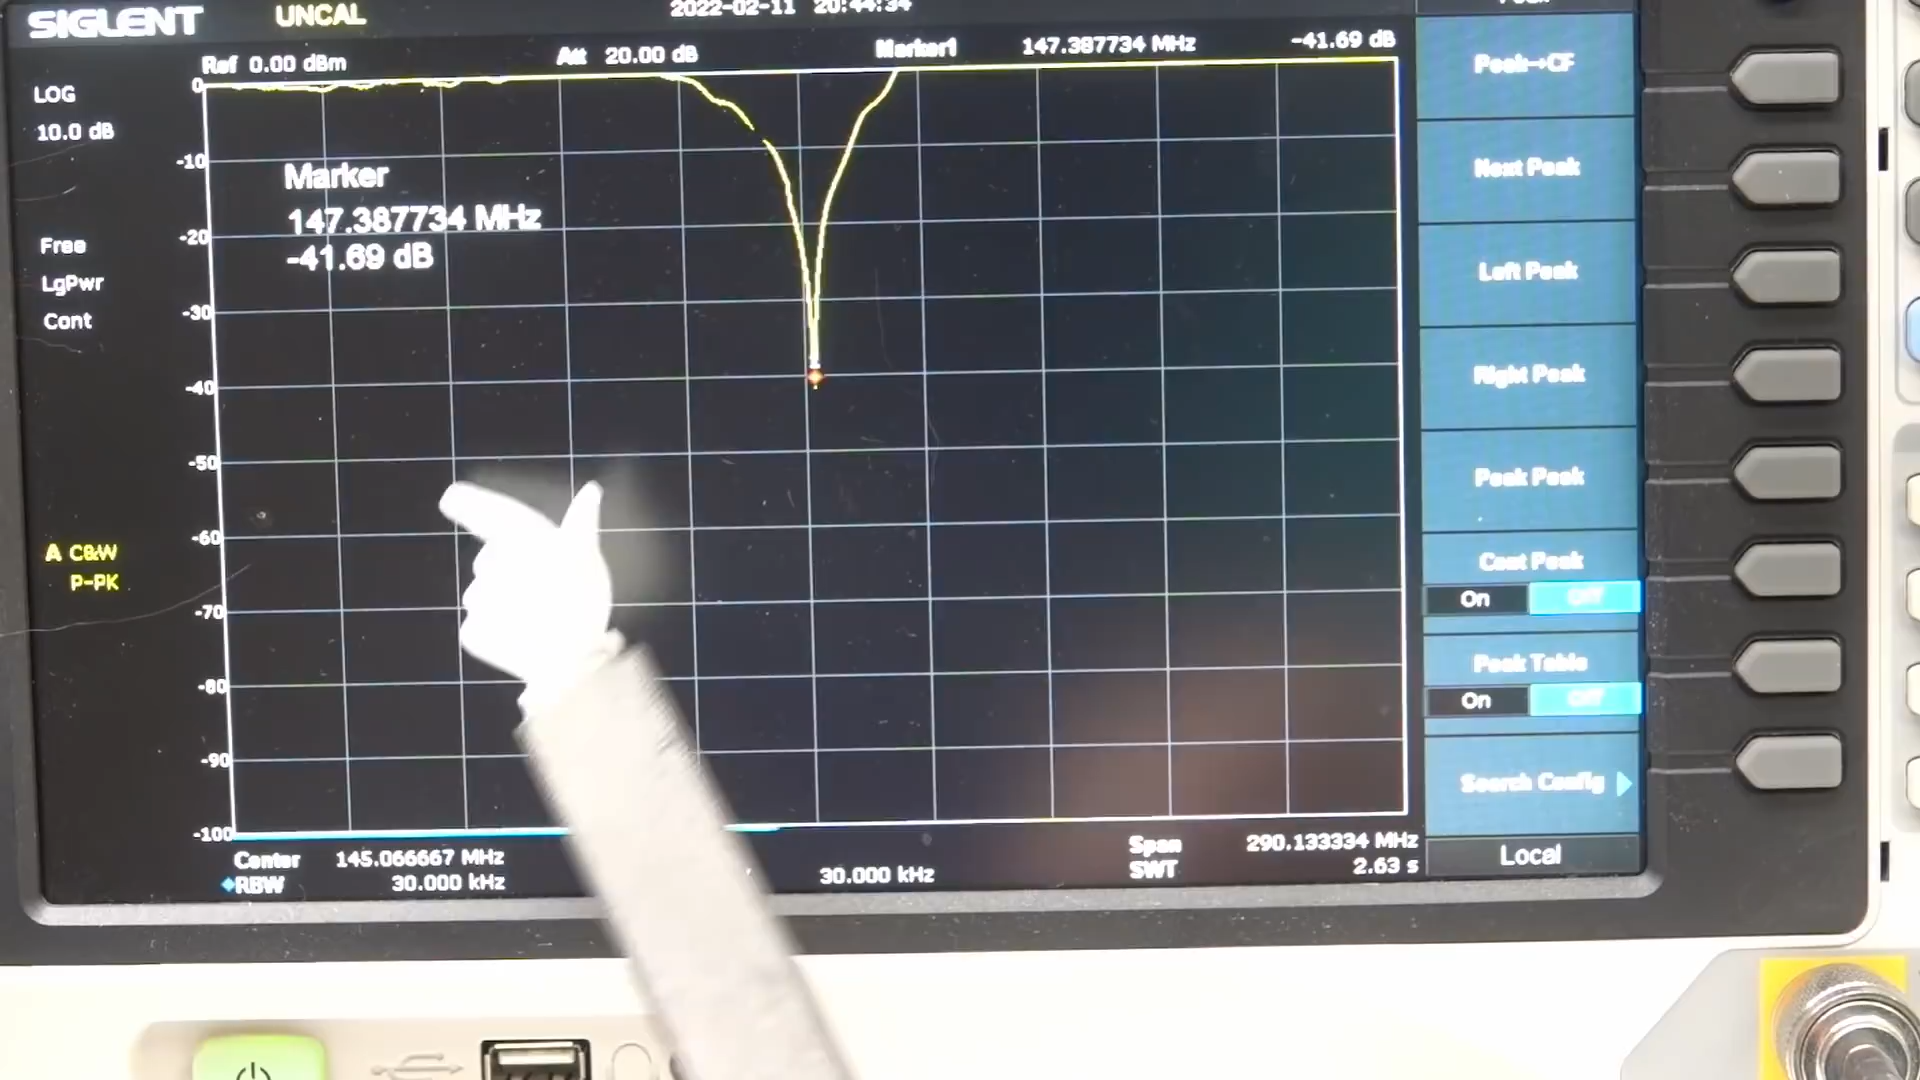 SIGLENT
UNCAL
2022-02-11 20:44:34
Ref 0.00 dBm
Att 20.00 dB
Marker1 147.387734 MHz -41.69 dB
LOG
10.0 dB
Free
LgPwr
Cont
A C&W
P-PK
0
-10
-20
-30
-40
-50
-60
-70
-80
-90
-100
Marker
147.387734 MHz
-41.69 dB
Center 145.066667 MHz
RBW 30.000 kHz
30.000 kHz
Span 290.133334 MHz
SWT 2.63 s
Peak
Peak→CF
Next Peak
Left Peak
Right Peak
Peak Peak
Cont Peak
On Off
Peak Table
On Off
Search Config
Local